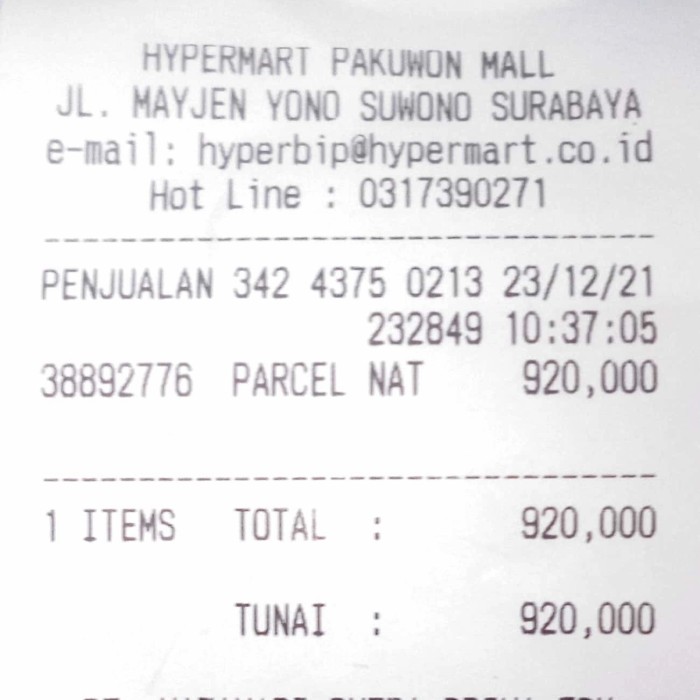 HYPERMART PAKUWON MALL
JL. MAYJEN YONO SUWONO SURABAYA
e-mail: hyperbip@hypermart.co.id
Hot Line : 0317390271
--------------------------------
PENJUALAN 342 4375 0213 23/12/21
232849 10:37:05
38892776 PARCEL NAT 920,000
--------------------------------
1 ITEMS TOTAL : 920,000
TUNAI : 920,000